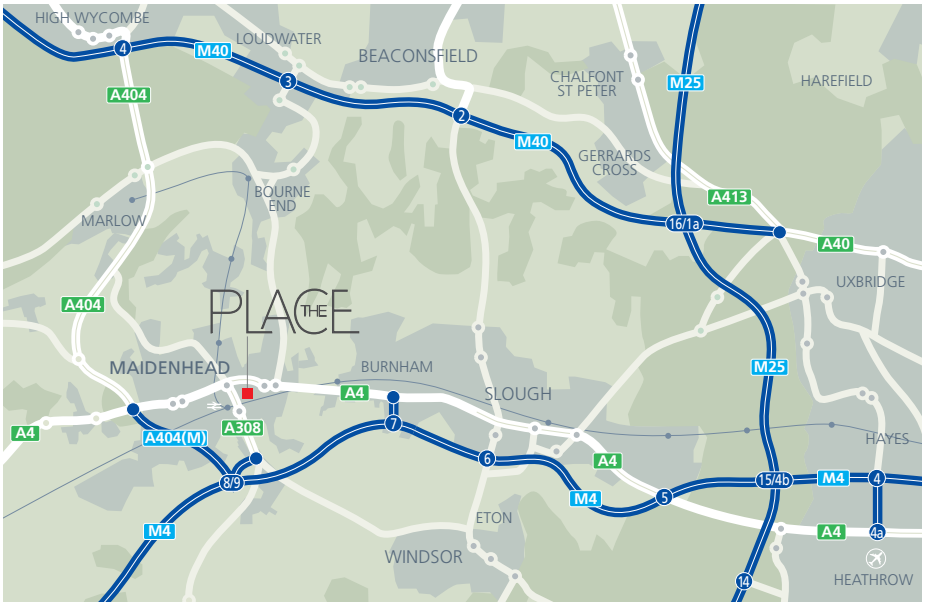 HIGH WYCOMBE
LOUDWATER
4
M40
BEACONSFIELD
CHALFONT
ST PETER
M25
HAREFIELD
3
A404
2
M40
GERRARDS
CROSS
BOURNE
END
A413
MARLOW
16/1a
A40
UXBRIDGE
A404
PLACE
THE
MAIDENHEAD
BURNHAM
M25
SLOUGH
A4
A4
A308
A404(M)
7
HAYES
6
A4
8/9
15/4b
M4
4
M4
5
ETON
M4
A4
4a
WINDSOR
14
HEATHROW